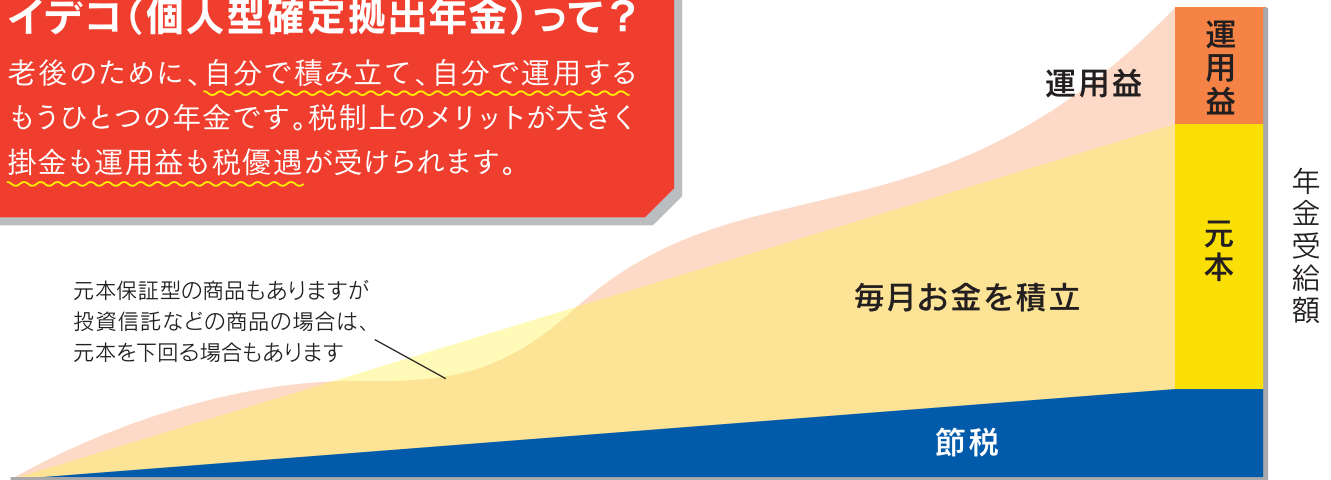 イデコ（個人型確定拠出年金）って？
老後のために、自分で積み立て、自分で運用する
もうひとつの年金です。税制上のメリットが大きく
掛金も運用益も税優遇が受けられます。
運用益
運用益
元本
年金受給額
毎月お金を積立
元本保証型の商品もありますが
投資信託などの商品の場合は、
元本を下回る場合もあります
節税